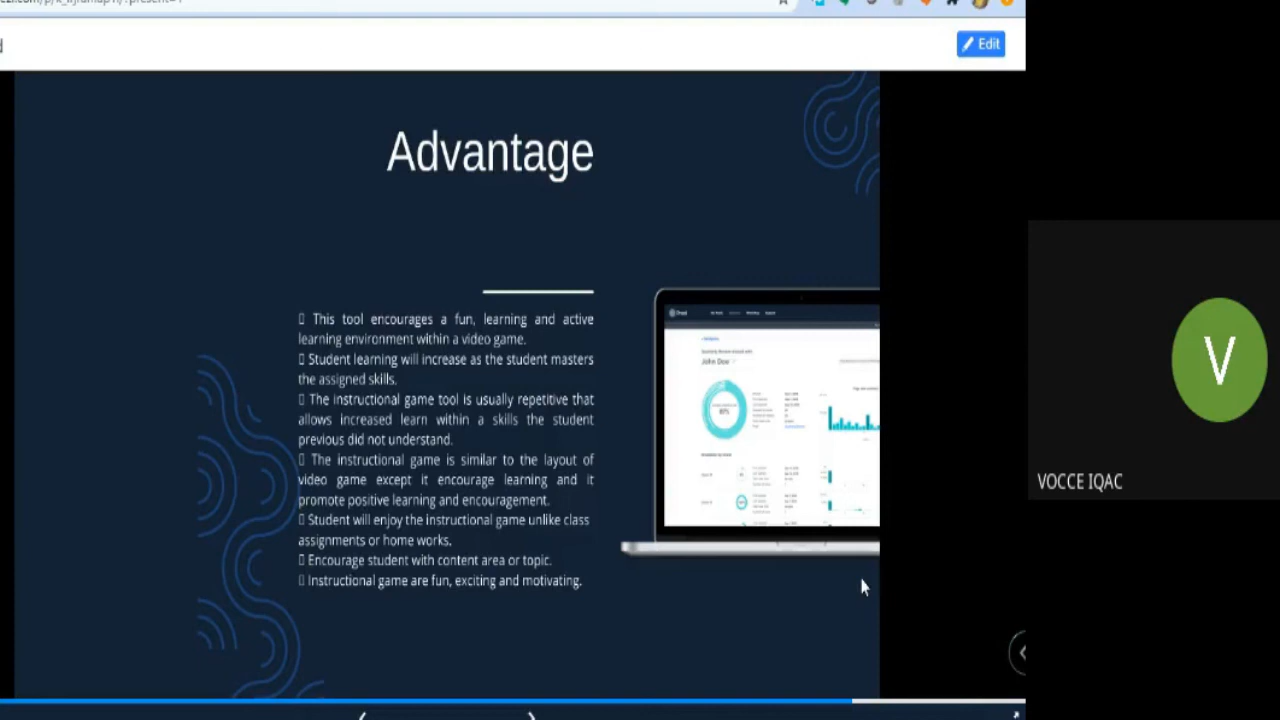 Edit
Advantage
This tool encourages a fun, learning and active
learning environment within a video game.
Student learning will increase as the student masters
the assigned skills.
The instructional game tool is usually repetitive that
allows increased learn within a skills the student
previous did not understand.
The instructional game is similar to the layout of
video game except it encourage learning and it
promote positive learning and encouragement.
Student will enjoy the instructional game unlike class
assignments or home works.
Encourage student with content area or topic.
Instructional game are fun, exciting and motivating.
John Doe
V
VOCCE IQAC